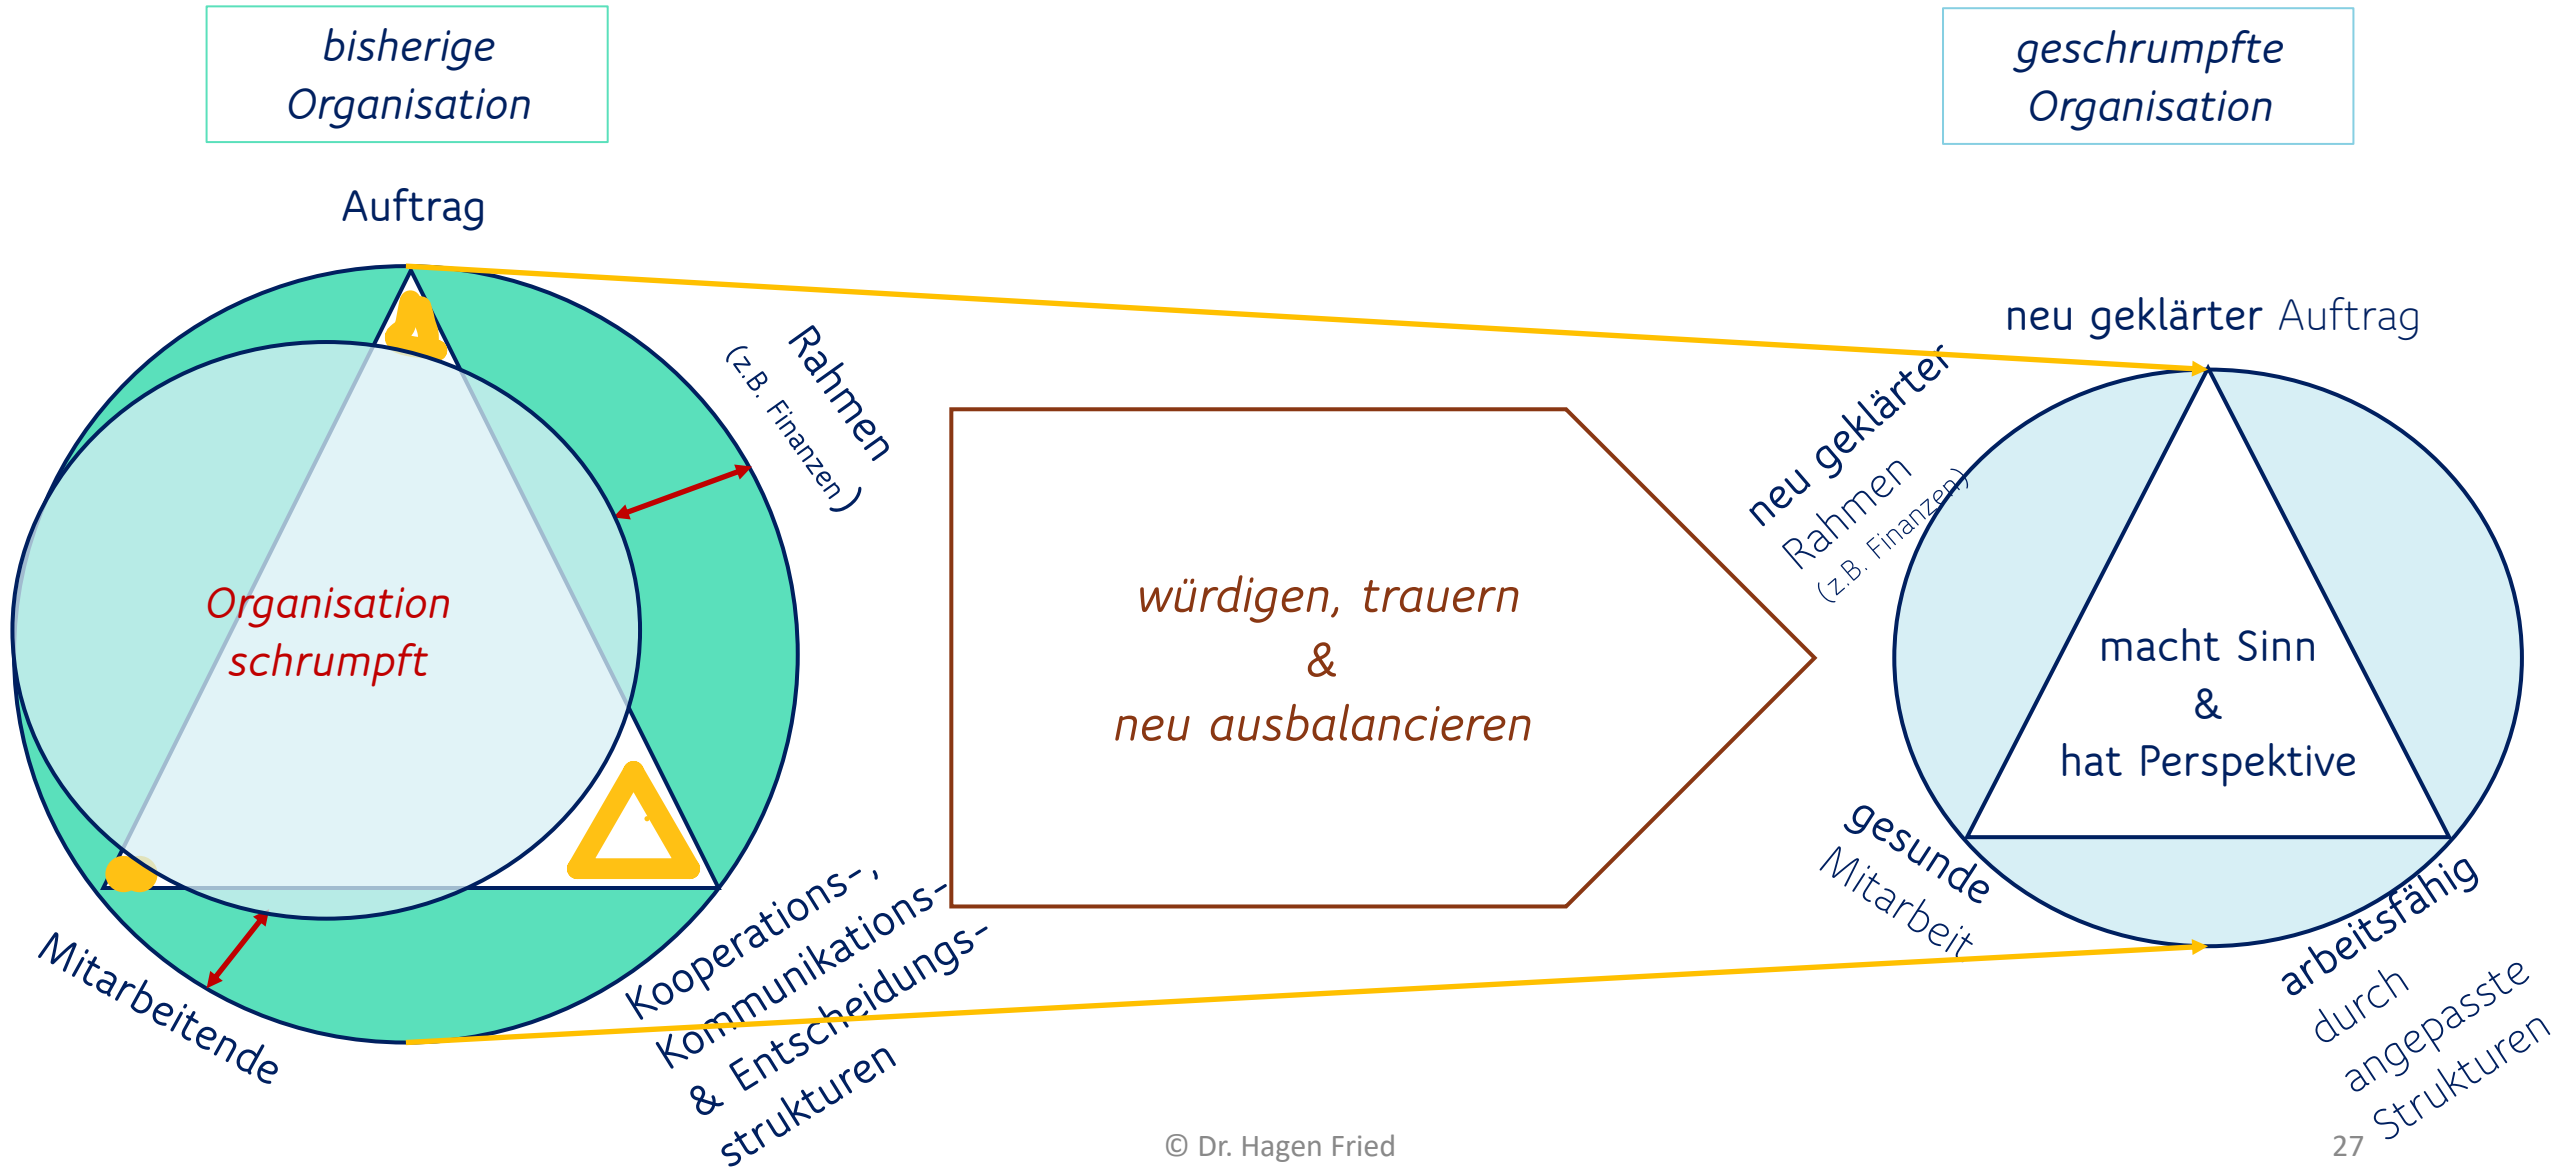 bisherige
Organisation
geschrumpfte
Organisation
Auftrag
Rahmen
(z.B. Finanzen)
Organisation
schrumpft
Mitarbeitende
Kooperations-,
Kommunikations-
& Entscheidungs-
strukturen
würdigen, trauern
&
neu ausbalancieren
neu geklärter Auftrag
neu geklärter
Rahmen
(z.B. Finanzen)
macht Sinn
&
hat Perspektive
gesunde
Mitarbeit
arbeitsfähig
durch
angepasste
Strukturen
© Dr. Hagen Fried
27